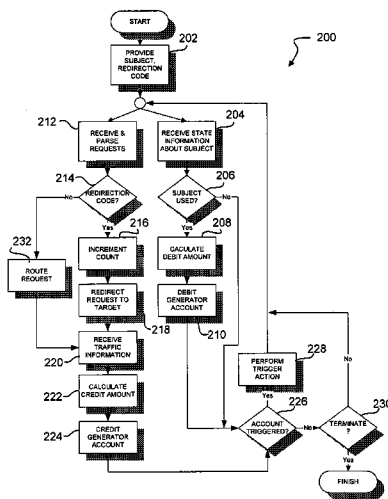 START
202
PROVIDE
SUBJECT,
REDIRECTION
CODE
200
212
RECEIVE &
PARSE
REQUESTS
204
RECEIVE STATE
INFORMATION
ABOUT SUBJECT
214
REDIRECTION
CODE?
No
Yes
206
SUBJECT
USED?
No
Yes
216
INCREMENT
COUNT
208
CACULATE
DEBIT AMOUNT
232
ROUTE
REQUEST
REDIRECT
REQUEST TO
TARGET
218
DEBIT
GENERATOR
ACCOUNT
210
RECEIVE
TRAFFIC
INFORMATION
220
PERFORM
TRIGGER
ACTION
228
No
222
CALCULATE
CREDIT AMOUNT
Yes
226
230
224
CREDIT
GENERATOR
ACCOUNT
ACCOUNT
TRIGGERED?
No
TERMINATE
?
Yes
FINISH